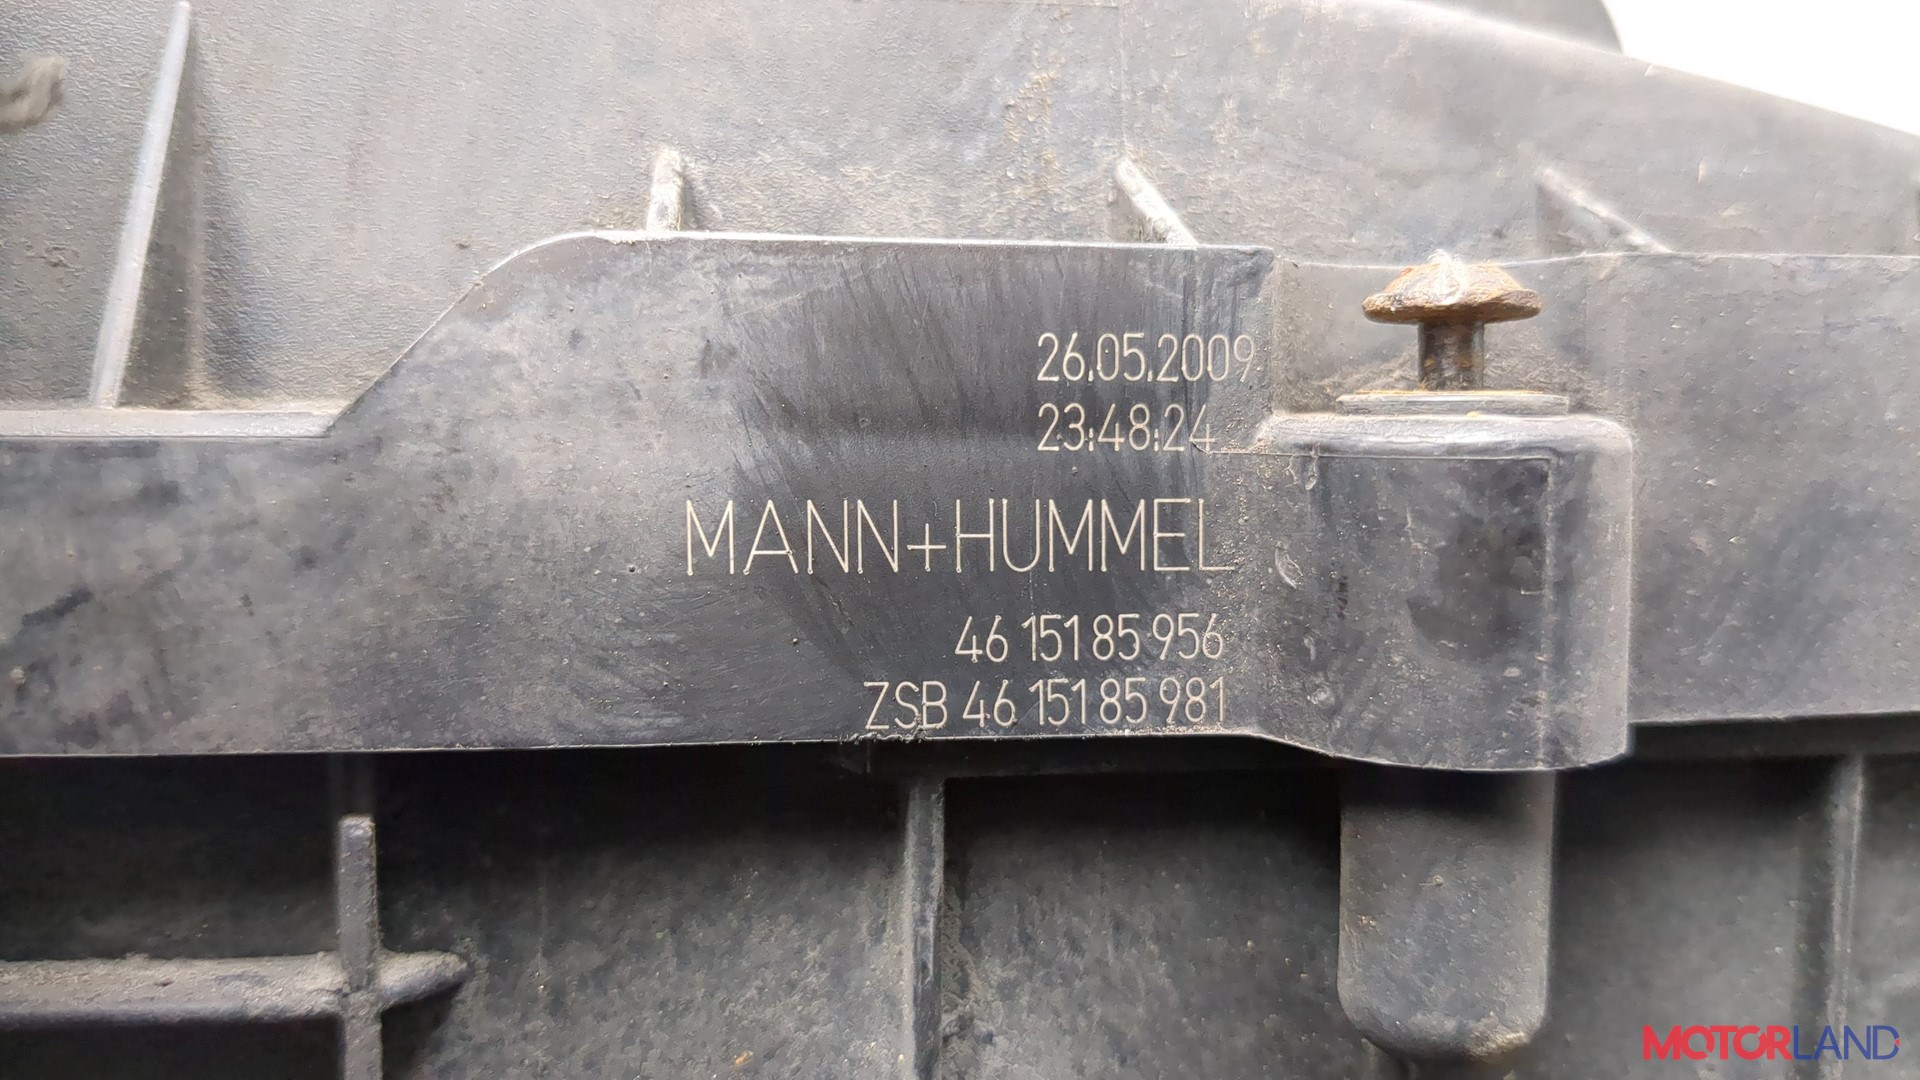 26.05.2009
23:48:24
MANN+HUMMEL
46 151 85 956
ZSB 46 151 85 981
MOTORLAND